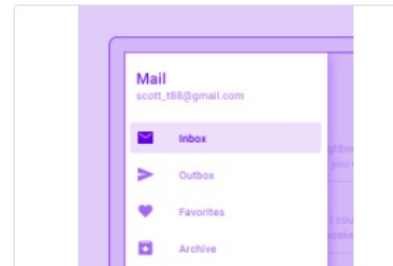 Mail
scott_t88@gmail.com
Inbox
Outbox
Favorites
Archive